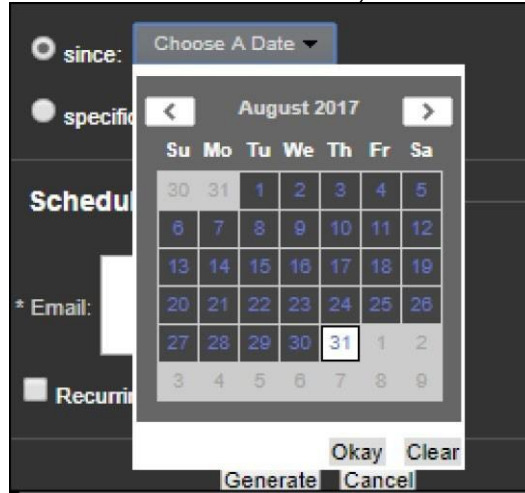 since: Choose A Date
specific
< August 2017 >
Su Mo Tu We Th Fr Sa
30 31 1 2 3 4 5
Schedul
6 7 8 9 10 11 12
13 14 15 16 17 18 19
* Email:
20 21 22 23 24 25 26
27 28 29 30 31 1 2
Recurrin
3 4 5 6 7 8 9
Okay Clear
Generate Cancel